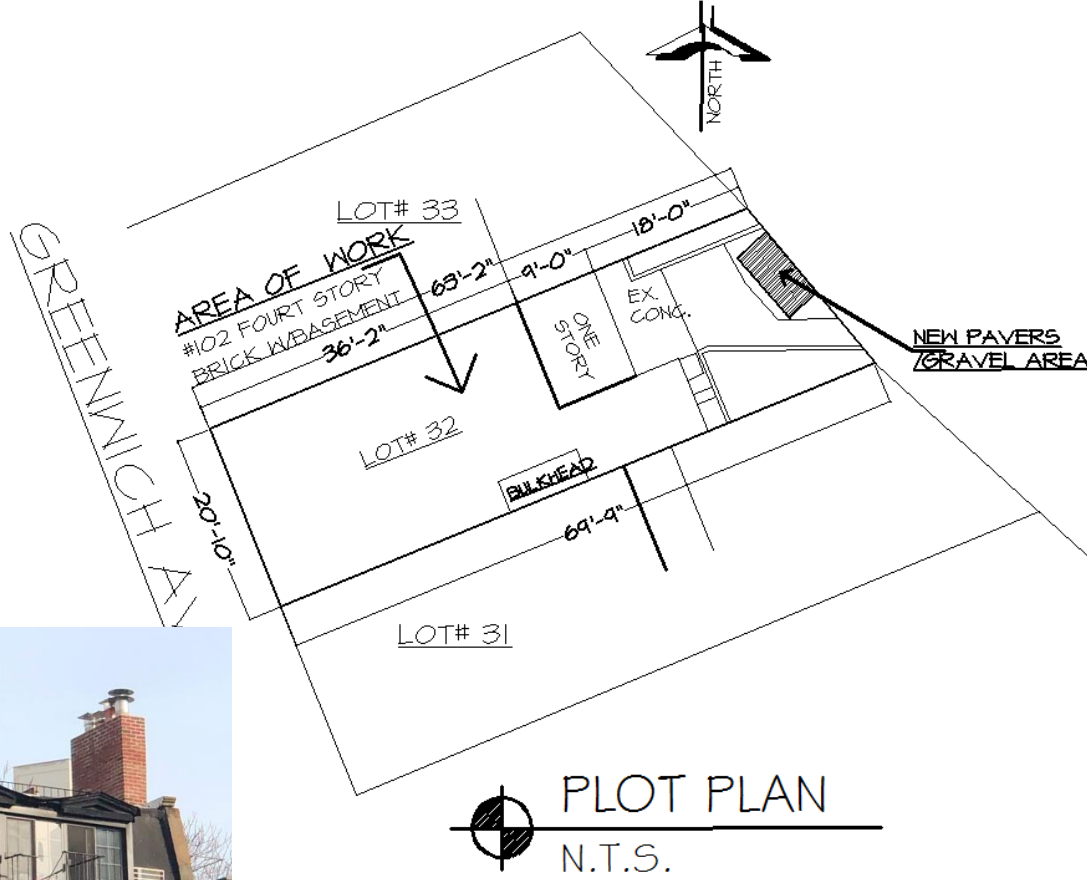 NORTH
LOT# 33
AREA OF WORK
#102 FOURT STORY
BRICK W/BASEMENT
36'-2"
63'-2"
9'-0"
18'-0"
EX.
CONC.
ONE
STORY
NEW PAVERS
/GRAVEL AREA
GREENWICH AV
LOT# 32
BULKHEAD
20'-10"
69'-9"
LOT# 31
PLOT PLAN
N.T.S.